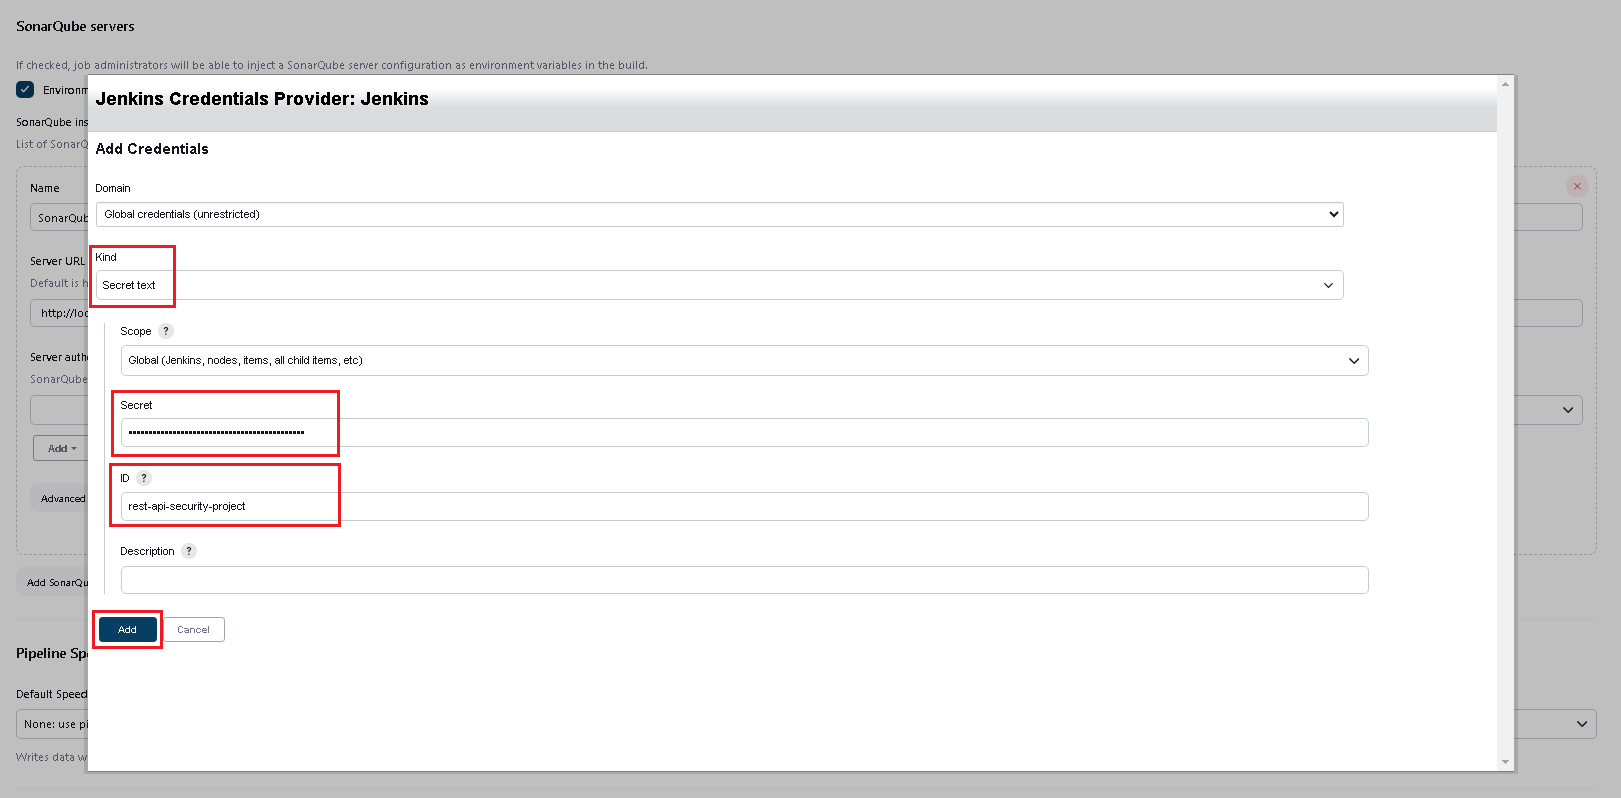 SonarQube servers
If checked, job administrators will be able to inject a SonarQube server configuration as environment variables in the build.
Environm
SonarQube ins
List of SonarQ
Name
SonarQub
Server URL
Default is h
http://loc
Server authe
SonarQube
Add
Advanced
Add SonarQu
Pipeline Spe
Default Speed
None: use pi
Writes data w
Jenkins Credentials Provider: Jenkins
Add Credentials
Domain
Global credentials (unrestricted)
Kind
Secret text
Scope ?
Global (Jenkins, nodes, items, all child items, etc)
Secret
••••••••••••••••••••••••••••••••••••••••••••
ID ?
rest-api-security-project
Description ?
Add Cancel